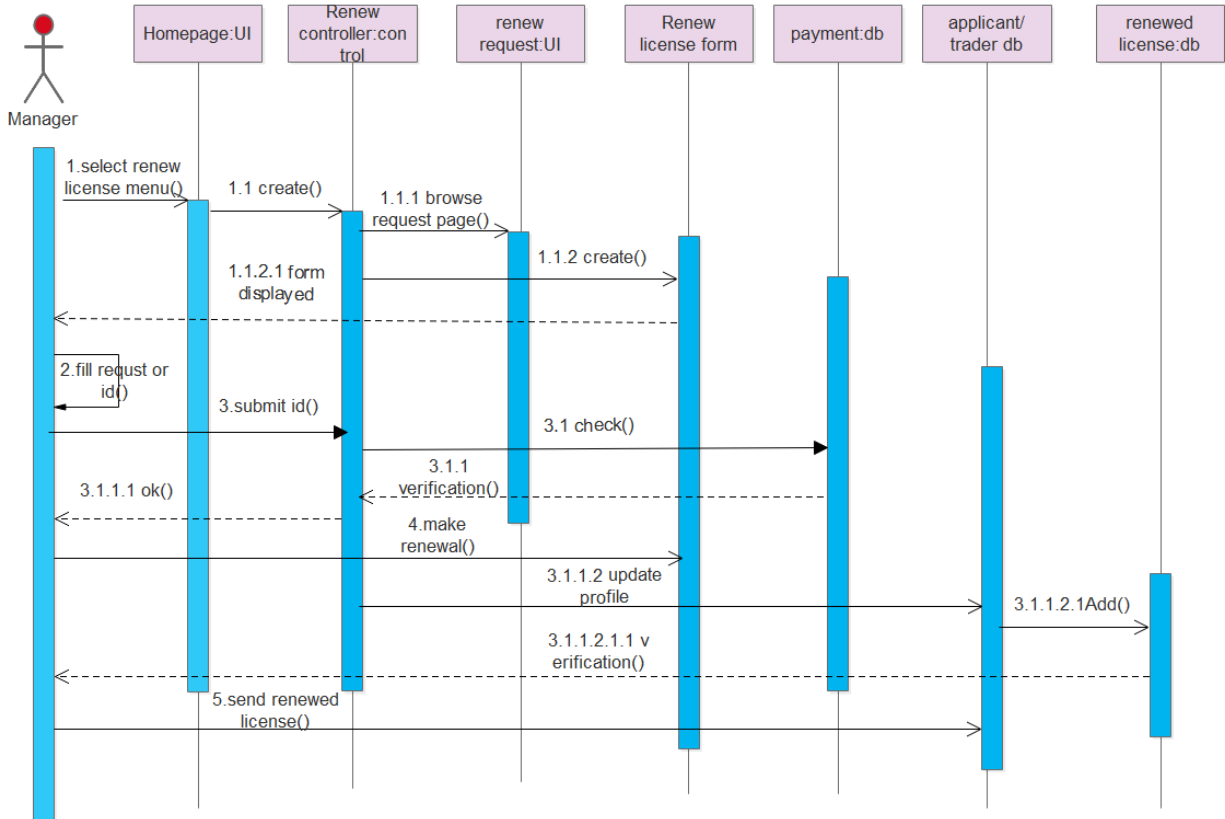 Manager
Homepage:UI
Renew
controller:con
trol
renew
request:UI
Renew
license form
payment:db
applicant/
trader db
renewed
license:db
1.select renew
license menu()
1.1 create()
1.1.1 browse
request page()
1.1.2 create()
1.1.2.1 form
displayed
2.fill requst or
id()
3.submit id()
3.1 check()
3.1.1
verification()
3.1.1.1 ok()
4.make
renewal()
3.1.1.2 update
profile
3.1.1.2.1Add()
3.1.1.2.1.1 v
erification()
5.send renewed
license()